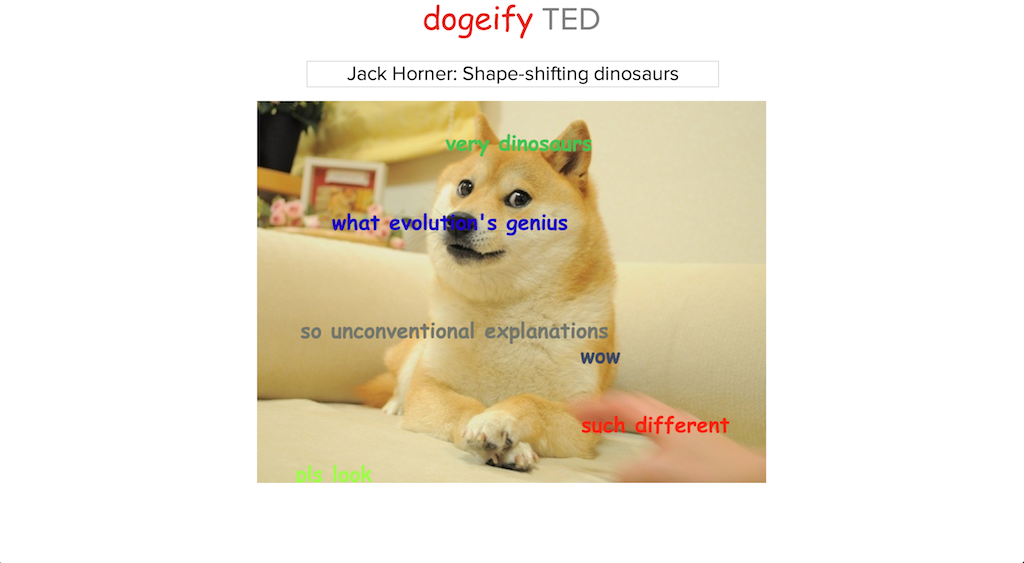 dogeify TED
Jack Horner: Shape-shifting dinosaurs
very dinosaurs
what evolution's genius
so unconventional explanations
wow
such different
pls look